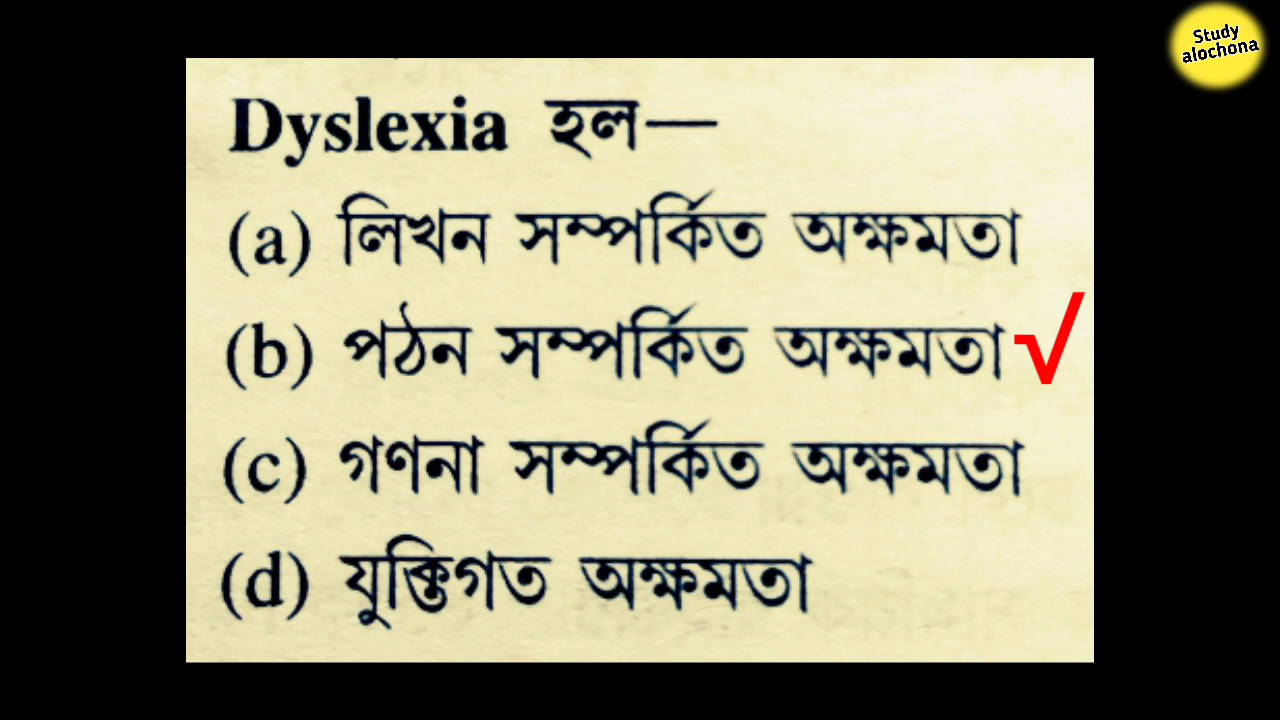 Study
alochona
Dyslexia হল—
(a) লিখন সম্পর্কিত অক্ষমতা
(b) পঠন সম্পর্কিত অক্ষমতা √
(c) গণনা সম্পর্কিত অক্ষমতা
(d) যুক্তিগত অক্ষমতা